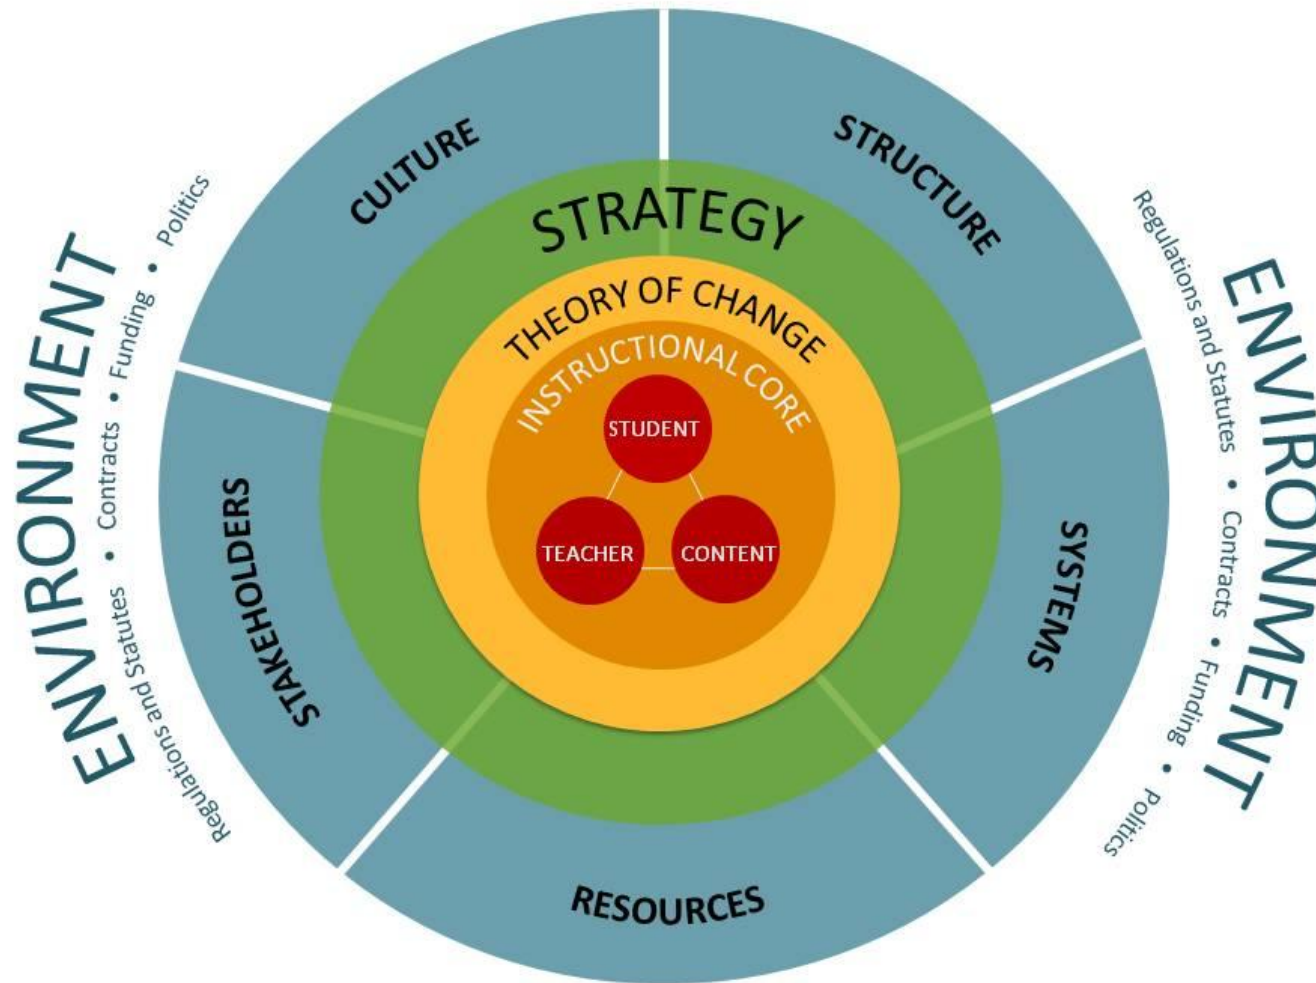 CULTURE
STRUCTURE
STRATEGY
THEORY OF CHANGE
INSTRUCTIONAL CORE
STUDENT
TEACHER
CONTENT
STAKEHOLDERS
SYSTEMS
RESOURCES
ENVIRONMENT
Regulations and Statutes • Contracts • Funding • Politics
ENVIRONMENT
Regulations and Statutes • Contracts • Funding • Politics